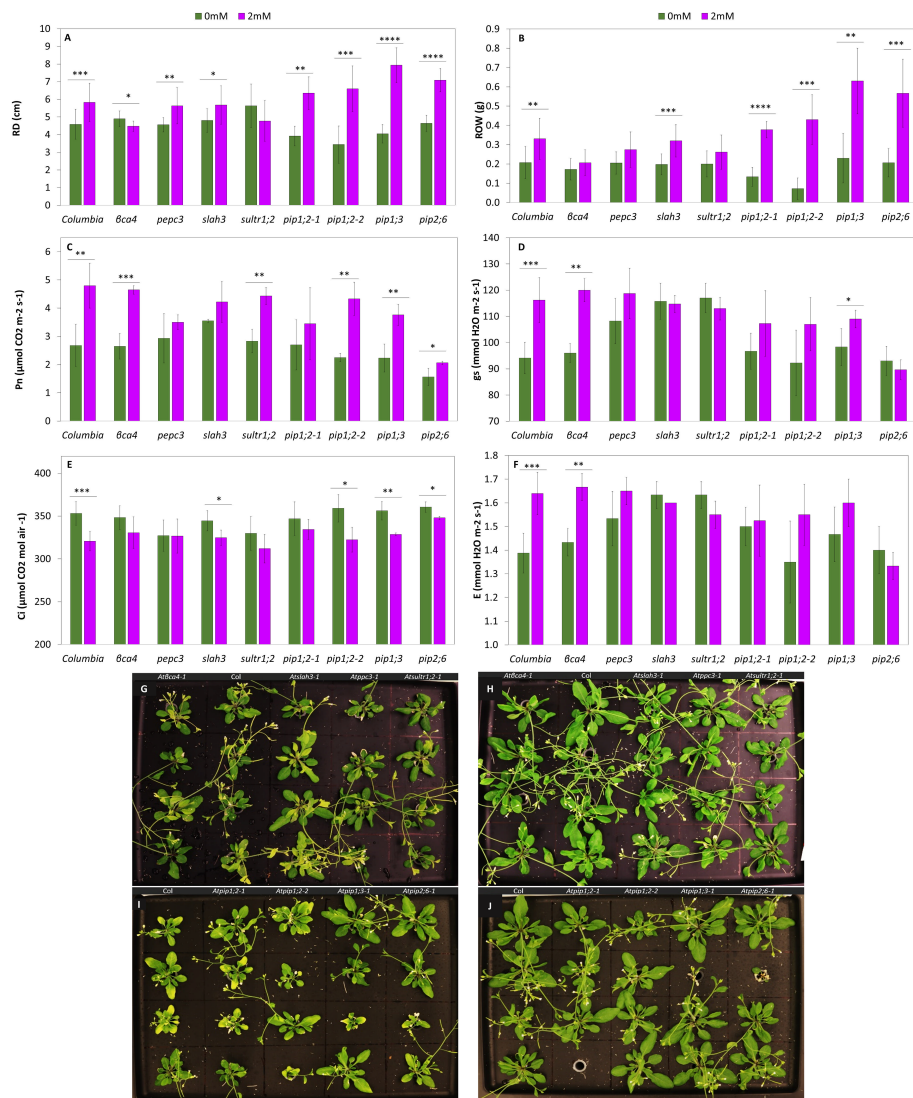 0mM 2mM 0mM 2mM
A
RD (cm)
10
9
8
7
6
5
4
3
2
1
0
*** * ** * ** *** **** ****
Columbia βca4 pepc3 slah3 sultr1;2 pip1;2-1 pip1;2-2 pip1;3 pip2;6
B
ROW (g)
0.9
0.8
0.7
0.6
0.5
0.4
0.3
0.2
0.1
0.0
** *** **** *** ** ***
Columbia βca4 pepc3 slah3 sultr1;2 pip1;2-1 pip1;2-2 pip1;3 pip2;6
C
Pn (µmol CO2 m-2 s-1)
6
5
4
3
2
1
0
** *** ** ** ** *
Columbia βca4 pepc3 slah3 sultr1;2 pip1;2-1 pip1;2-2 pip1;3 pip2;6
D
gs (mmol H2O m-2 s-1)
140
130
120
110
100
90
80
70
*** ** *
Columbia βca4 pepc3 slah3 sultr1;2 pip1;2-1 pip1;2-2 pip1;3 pip2;6
E
Ci (µmol CO2 mol air -1)
400
350
300
250
200
*** * * ** *
Columbia βca4 pepc3 slah3 sultr1;2 pip1;2-1 pip1;2-2 pip1;3 pip2;6
F
E (mmol H2O m-2 s-1)
1.8
1.7
1.6
1.5
1.4
1.3
1.2
1.1
1.0
*** **
Columbia βca4 pepc3 slah3 sultr1;2 pip1;2-1 pip1;2-2 pip1;3 pip2;6
Atβca4-1 Col Atslah3-1 Atppc3-1 Atsultr1;2-1
G
Atβca4-1 Col Atslah3-1 Atppc3-1 Atsultr1;2-1
H
Col Atpip1;2-1 Atpip1;2-2 Atpip1;3-1 Atpip2;6-1
I
Col Atpip1;2-1 Atpip1;2-2 Atpip1;3-1 Atpip2;6-1
J